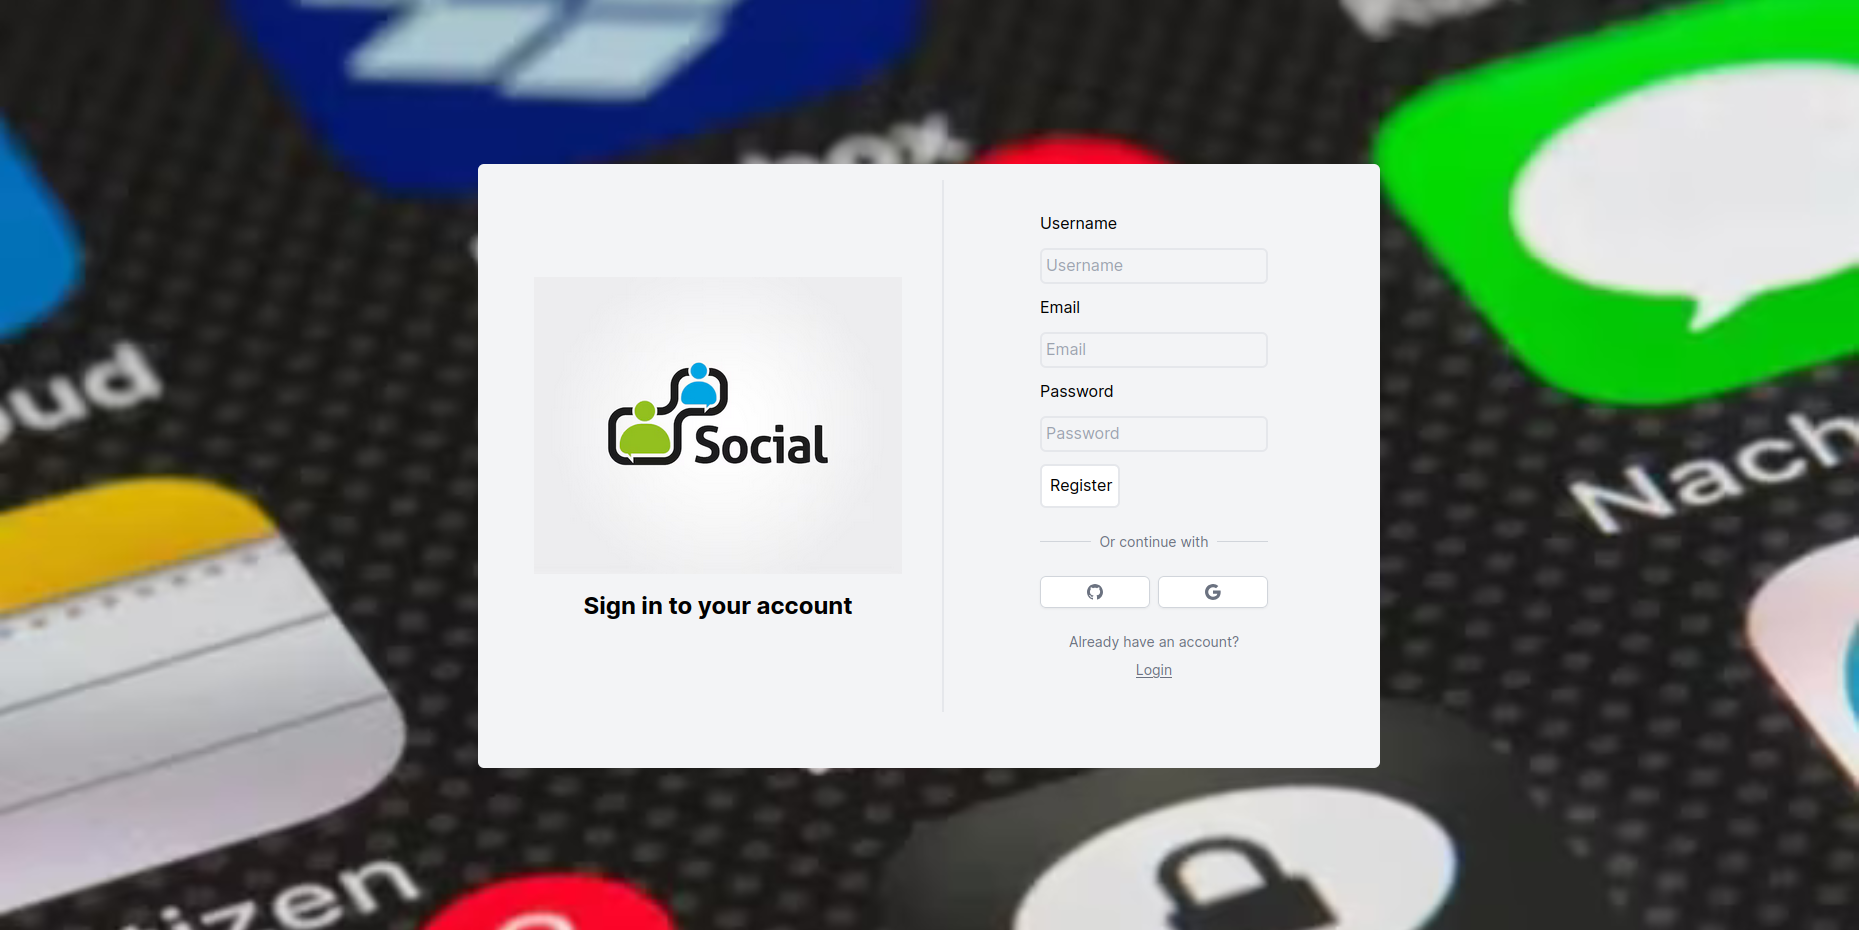 Social
Sign in to your account
Username
Username
Email
Email
Password
Password
Register
Or continue with
Already have an account?
Login